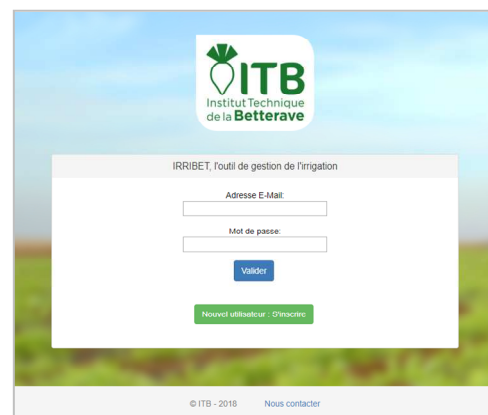 ITB
Institut Technique
de la Betterave
IRRIBET, l'outil de gestion de l'irrigation
Adresse E-Mail:
Mot de passe:
Valider
Nouvel utilisateur : S'inscrire
© ITB - 2018 Nous contacter